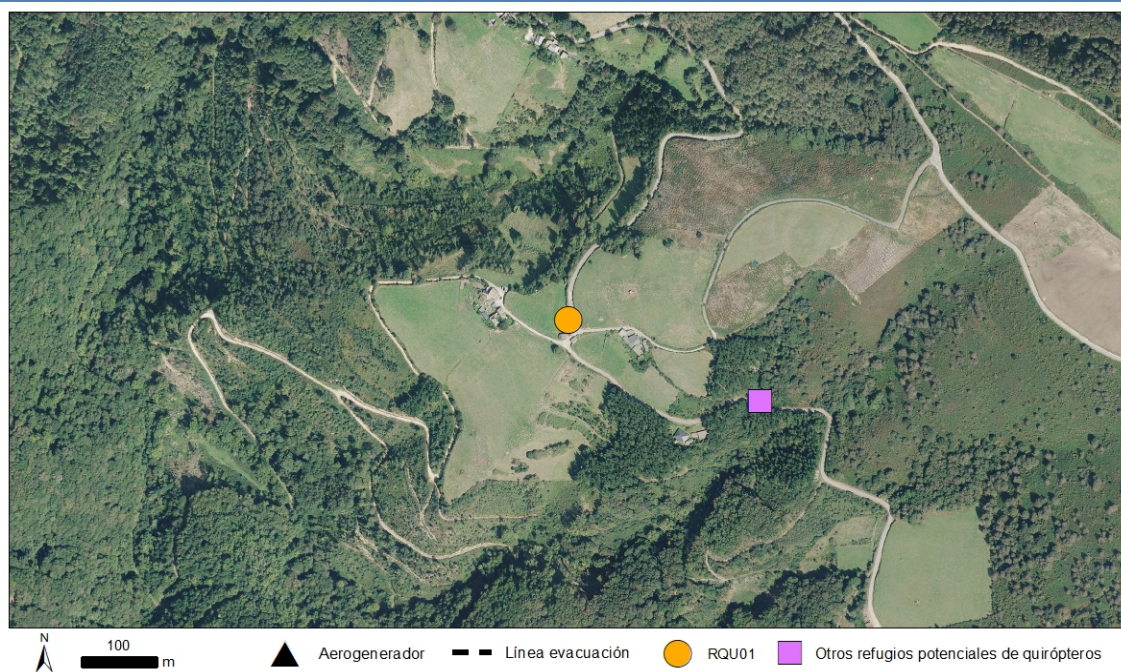 N
100
m
Aerogenerador
Línea evacuación
RQU01
Otros refugios potenciales de quirópteros